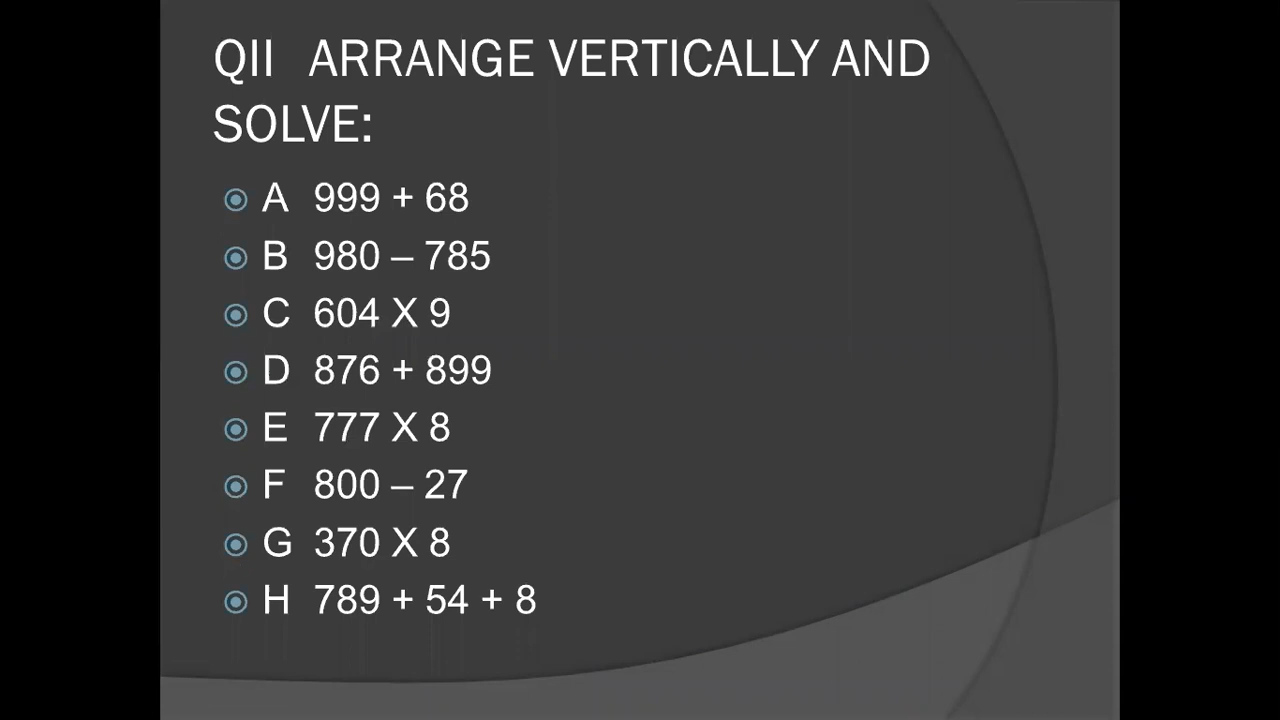 QII ARRANGE VERTICALLY AND
SOLVE:
A 999 + 68
B 980 – 785
C 604 X 9
D 876 + 899
E 777 X 8
F 800 – 27
G 370 X 8
H 789 + 54 + 8